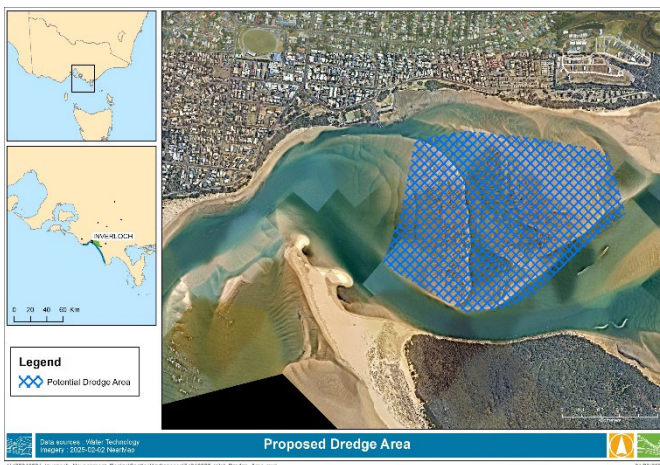 INVERLOCH
0 20 40 60 Km
Legend
Potential Dredge Area
Data sources : Water Technology
Imagery : 2025-02-02 NearMap
Proposed Dredge Area